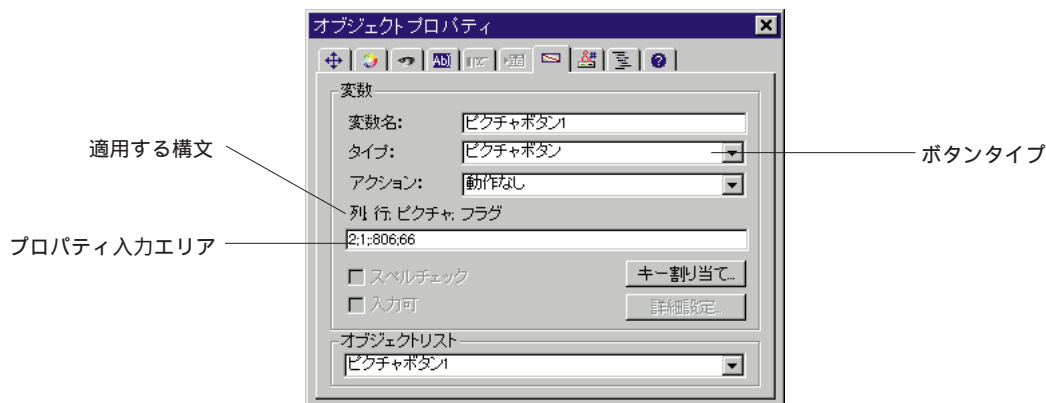 オブジェクトプロパティ
Ab
変数
変数名: ピクチャボタン1
適用する構文
タイプ: ピクチャボタン
ボタンタイプ
アクション: 動作なし
列; 行; ピクチャ; フラグ
プロパティ入力エリア
2;1;:806;66
スペルチェック
キー割り当て...
入力可
詳細設定...
オブジェクトリスト
ピクチャボタン1